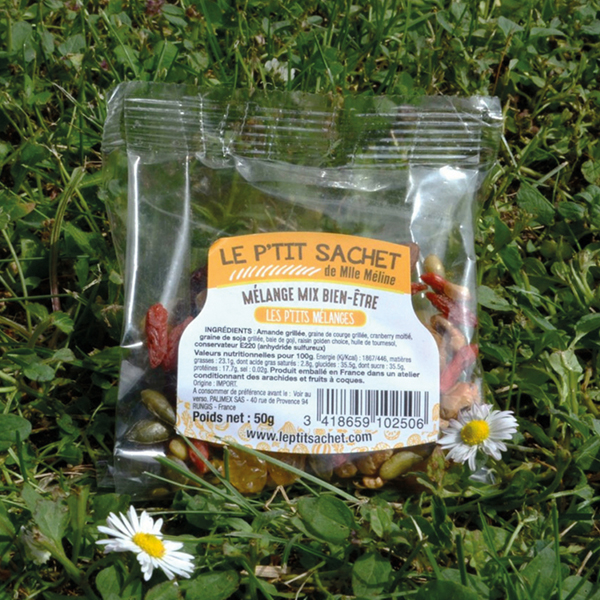 LE P'TIT SACHET
de Mlle Méline
MÉLANGE MIX BIEN-ÊTRE
LES P'TITS MÉLANGES
INGRÉDIENTS : Amande grillée, graine de courge grillée, cranberry moitié,
graine de soja grillée, baie de goji, raisin golden choice, huile de tournesol,
conservateur E220 (anhydride sulfureux)
Valeurs nutritionnelles pour 100g. Energie (Kj/Kcal) : 1867/446, matières
grasses : 23.1g, dont acide gras saturés : 2.8g, glucides : 35.5g, dont sucre : 35.5g,
protéines : 17.7g, sel : 0.02g. Produit emballé en France dans un atelier
conditionnant des arachides et fruits à coques.
Origine : IMPORT.
A consommer de préférence avant le : Voir au
verso. PALIMEX SAS - 40 rue de Provence 94
RUNGIS - France
Poids net : 50g
3 418659 102506
www.leptitsachet.com